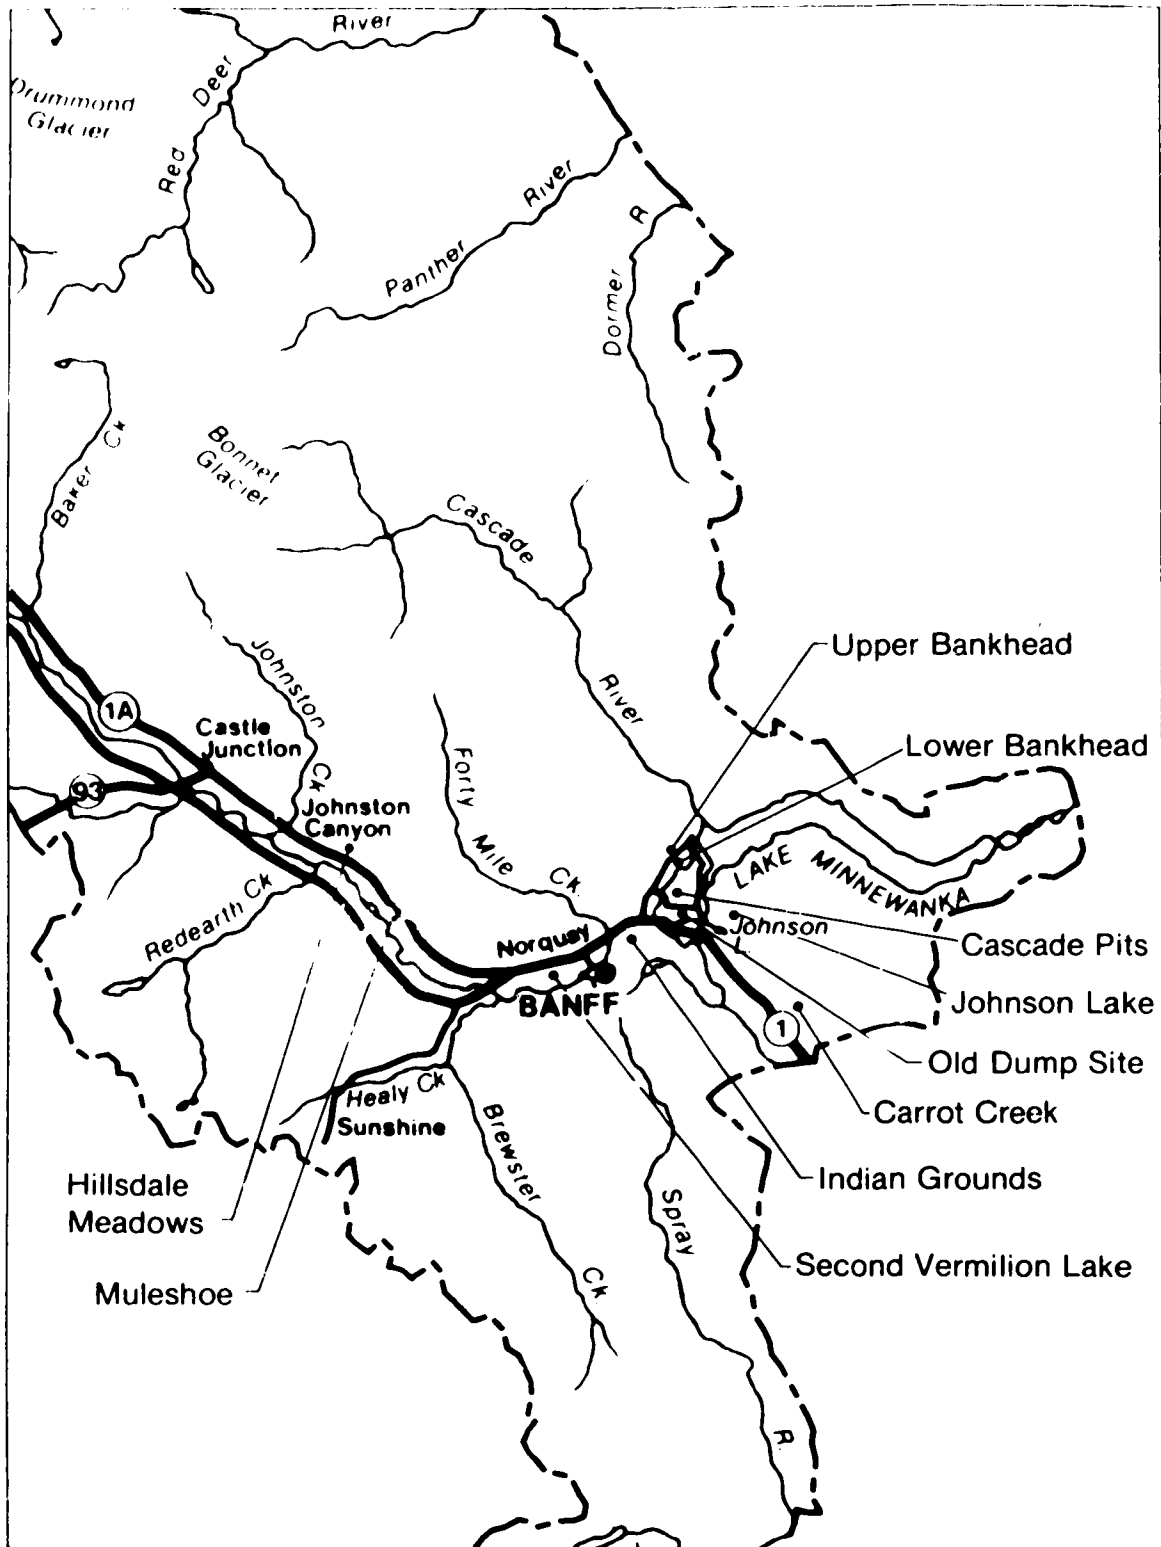 River
Drummond
Glacier
Red Deer
Panther River
Dormer R
Baker Ck
Bonnet
Glacier
Cascade River
Upper Bankhead
Johnston Ck
1A
Castle
Junction
Lower Bankhead
Forty Mile Ck.
93
Johnston
Canyon
LAKE MINNEWANKA
Redearth Ck
Norquay
Johnson
Cascade Pits
BANFF
Johnson Lake
1
Old Dump Site
Healy Ck
Carrot Creek
Sunshine
Brewster Ck.
Hillsdale
Meadows
Indian Grounds
Spray R.
Second Vermilion Lake
Muleshoe